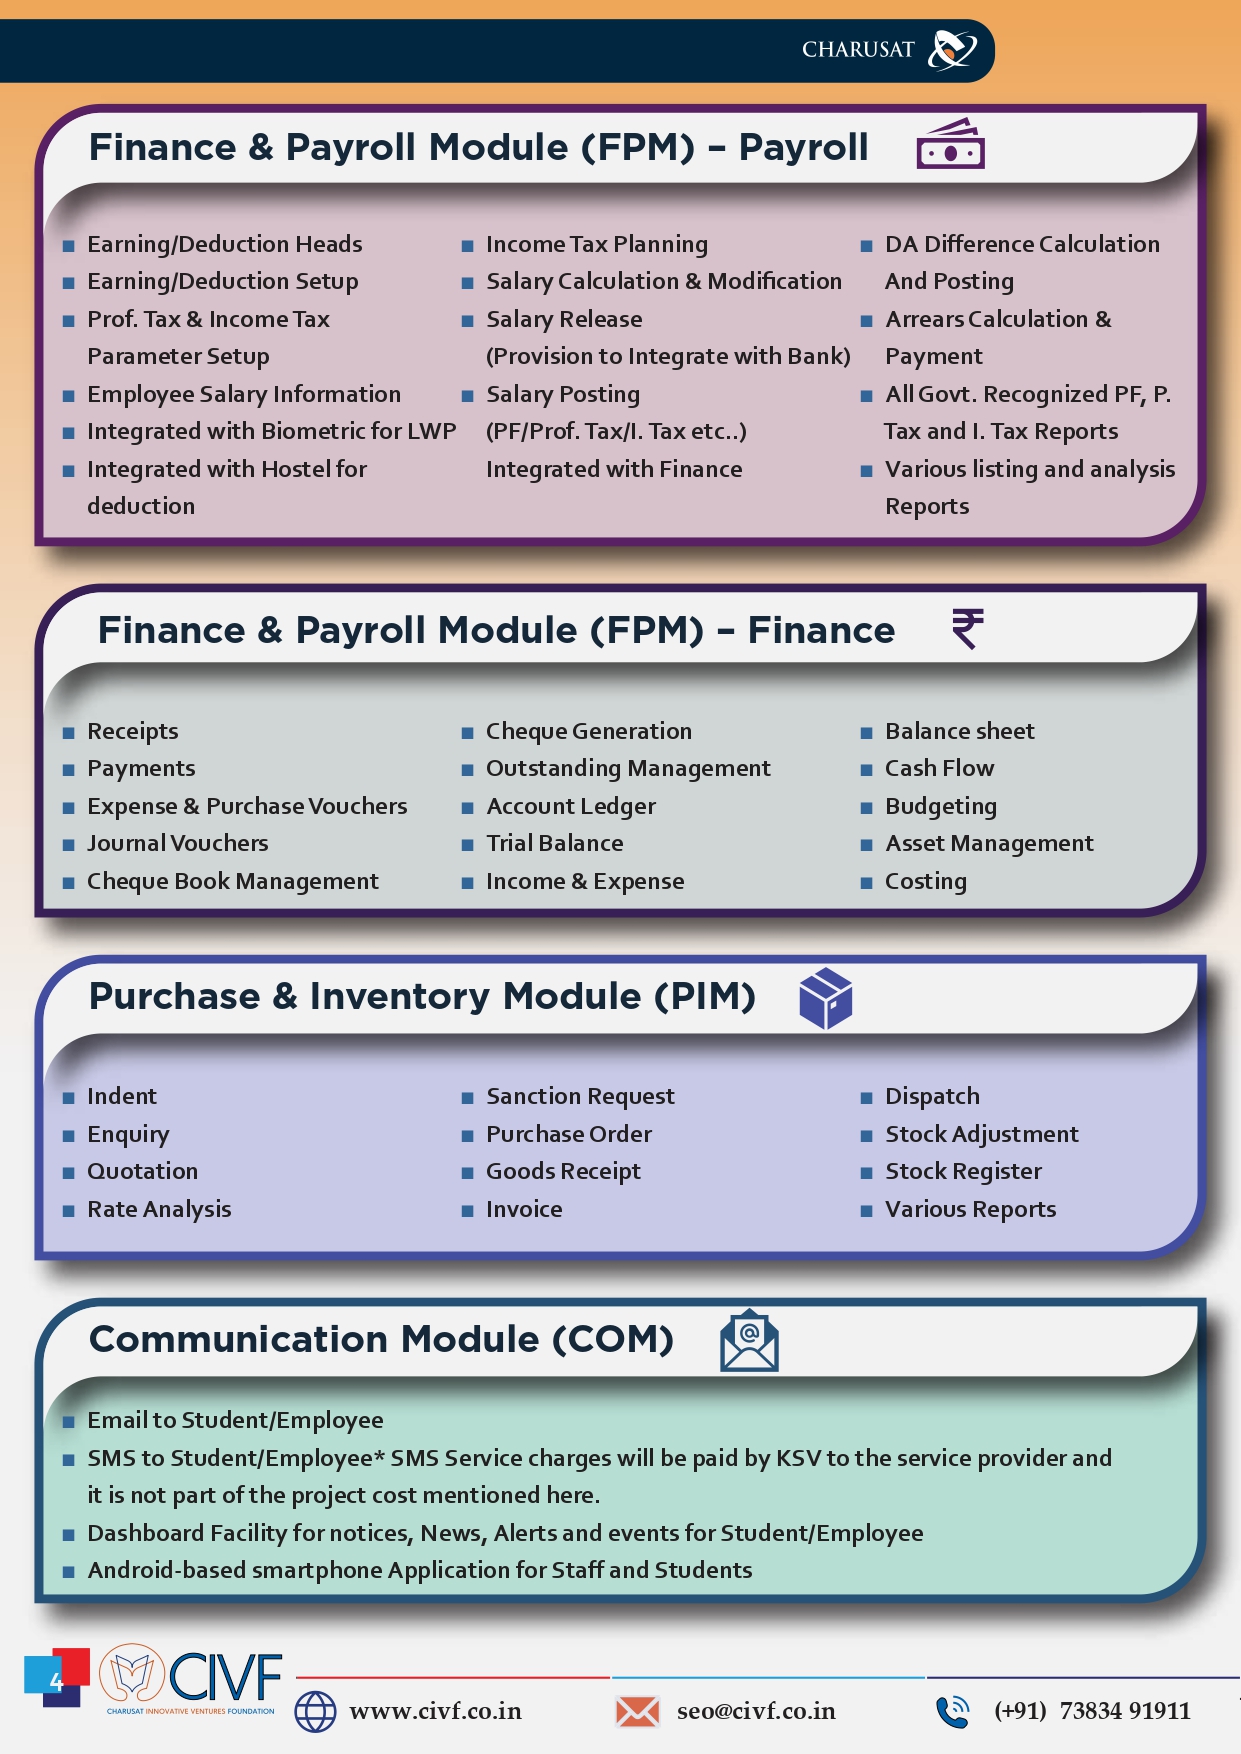 CHARUSAT
Finance & Payroll Module (FPM) – Payroll
Earning/Deduction Heads
Earning/Deduction Setup
Prof. Tax & Income Tax
Parameter Setup
Employee Salary Information
Integrated with Biometric for LWP
Integrated with Hostel for
deduction
Income Tax Planning
Salary Calculation & Modification
Salary Release
(Provision to Integrate with Bank)
Salary Posting
(PF/Prof. Tax/I. Tax etc..)
Integrated with Finance
DA Difference Calculation
And Posting
Arrears Calculation &
Payment
All Govt. Recognized PF, P.
Tax and I. Tax Reports
Various listing and analysis
Reports
Finance & Payroll Module (FPM) – Finance
₹
Receipts
Payments
Expense & Purchase Vouchers
Journal Vouchers
Cheque Book Management
Cheque Generation
Outstanding Management
Account Ledger
Trial Balance
Income & Expense
Balance sheet
Cash Flow
Budgeting
Asset Management
Costing
Purchase & Inventory Module (PIM)
Indent
Enquiry
Quotation
Rate Analysis
Sanction Request
Purchase Order
Goods Receipt
Invoice
Dispatch
Stock Adjustment
Stock Register
Various Reports
Communication Module (COM)
@
Email to Student/Employee
SMS to Student/Employee* SMS Service charges will be paid by KSV to the service provider and
it is not part of the project cost mentioned here.
Dashboard Facility for notices, News, Alerts and events for Student/Employee
Android-based smartphone Application for Staff and Students
4
CIVF
CHARUSAT INNOVATIVE VENTURES FOUNDATION
www.civf.co.in
seo@civf.co.in
(+91) 73834 91911